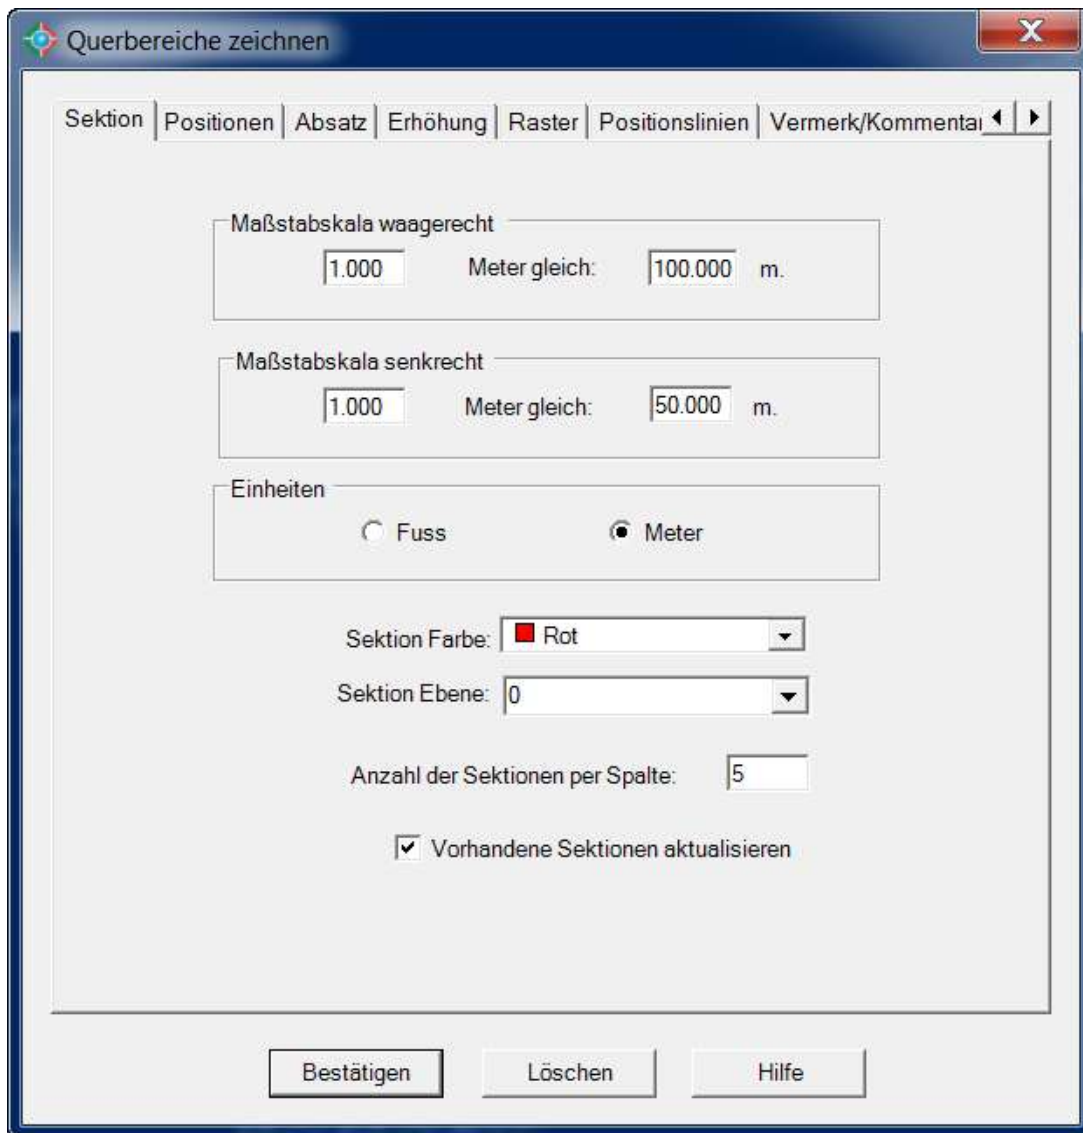 Querbereiche zeichnen
Sektion Positionen Absatz Erhöhung Raster Positionslinien Vermerk/Kommentar
Maßstabskala waagerecht
1.000 Meter gleich: 100.000 m.
Maßstabskala senkrecht
1.000 Meter gleich: 50.000 m.
Einheiten
Fuss Meter
Sektion Farbe: Rot
Sektion Ebene: 0
Anzahl der Sektionen per Spalte: 5
Vorhandene Sektionen aktualisieren
Bestätigen Löschen Hilfe